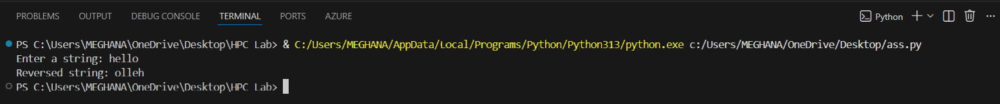 PROBLEMS OUTPUT DEBUG CONSOLE TERMINAL PORTS AZURE Python
PS C:\Users\MEGHANA\OneDrive\Desktop\HPC Lab> & C:/Users/MEGHANA/AppData/Local/Programs/Python/Python313/python.exe c:/Users/MEGHANA/OneDrive/Desktop/ass.py
Enter a string: hello
Reversed string: olleh
PS C:\Users\MEGHANA\OneDrive\Desktop\HPC Lab>